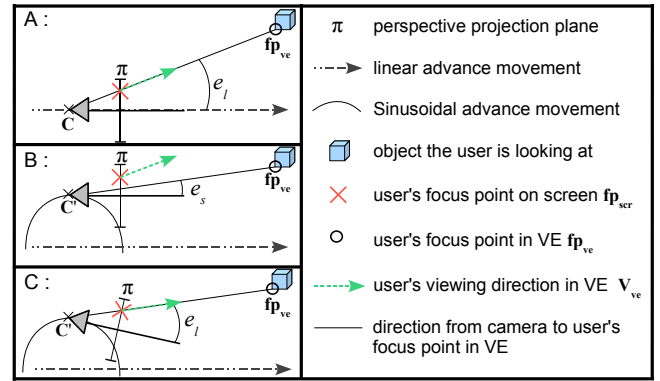 A :
π
fp_ve
e_l
C
B :
π
fp_ve
e_s
C'
C :
π
fp_ve
e_l
C'
π perspective projection plane
linear advance movement
Sinusoidal advance movement
object the user is looking at
user's focus point on screen fp_scr
user's focus point in VE fp_ve
user's viewing direction in VE V_ve
direction from camera to user's
focus point in VE